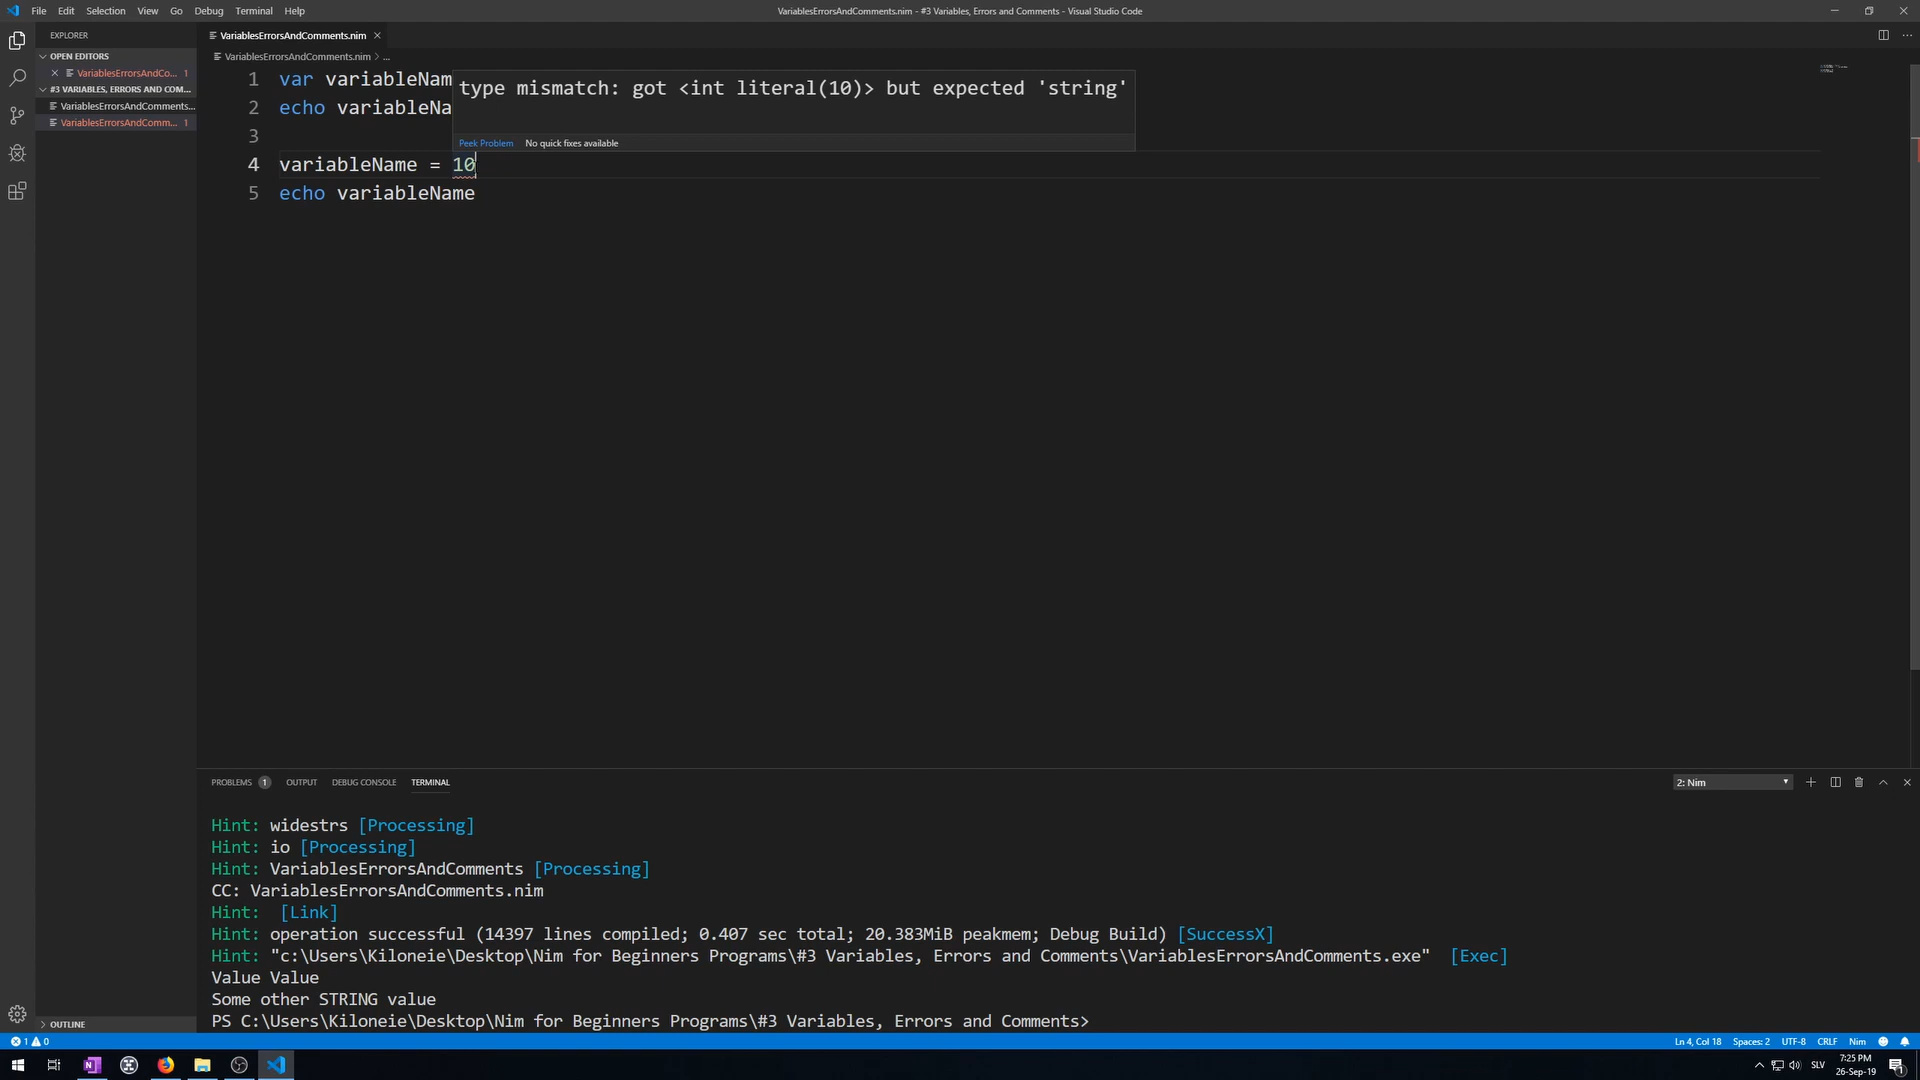 File Edit Selection View Go Debug Terminal Help
VariablesErrorsAndComments.nim - #3 Variables, Errors and Comments - Visual Studio Code
EXPLORER
VariablesErrorsAndComments.nim
OPEN EDITORS
VariablesErrorsAndCo... 1
#3 VARIABLES, ERRORS AND COM...
VariablesErrorsAndComments...
VariablesErrorsAndComm... 1
VariablesErrorsAndComments.nim > ...
1 var variableNam
2 echo variableNa
3
4 variableName = 10
5 echo variableName
type mismatch: got <int literal(10)> but expected 'string'
Peek Problem No quick fixes available
PROBLEMS 1 OUTPUT DEBUG CONSOLE TERMINAL
2: Nim
Hint: widestrs [Processing]
Hint: io [Processing]
Hint: VariablesErrorsAndComments [Processing]
CC: VariablesErrorsAndComments.nim
Hint:  [Link]
Hint: operation successful (14397 lines compiled; 0.407 sec total; 20.383MiB peakmem; Debug Build) [SuccessX]
Hint: "c:\Users\Kiloneie\Desktop\Nim for Beginners Programs\#3 Variables, Errors and Comments\VariablesErrorsAndComments.exe"  [Exec]
Value Value
Some other STRING value
PS C:\Users\Kiloneie\Desktop\Nim for Beginners Programs\#3 Variables, Errors and Comments>
OUTLINE
1 0
Ln 4, Col 18 Spaces: 2 UTF-8 CRLF Nim
SLV
7:25 PM
26-Sep-19
1